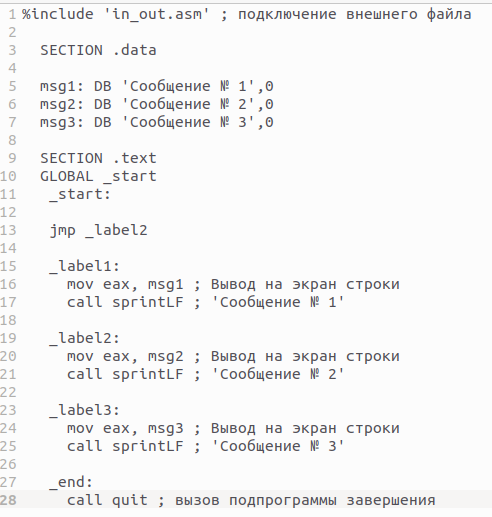 1 %include 'in_out.asm' ; подключение внешнего файла
2
3 SECTION .data
4
5 msg1: DB 'Сообщение № 1',0
6 msg2: DB 'Сообщение № 2',0
7 msg3: DB 'Сообщение № 3',0
8
9 SECTION .text
10 GLOBAL _start
11 _start:
12
13 jmp _label2
14
15 _label1:
16 mov eax, msg1 ; Вывод на экран строки
17 call sprintLF ; 'Сообщение № 1'
18
19 _label2:
20 mov eax, msg2 ; Вывод на экран строки
21 call sprintLF ; 'Сообщение № 2'
22
23 _label3:
24 mov eax, msg3 ; Вывод на экран строки
25 call sprintLF ; 'Сообщение № 3'
26
27 _end:
28 call quit ; вызов подпрограммы завершения